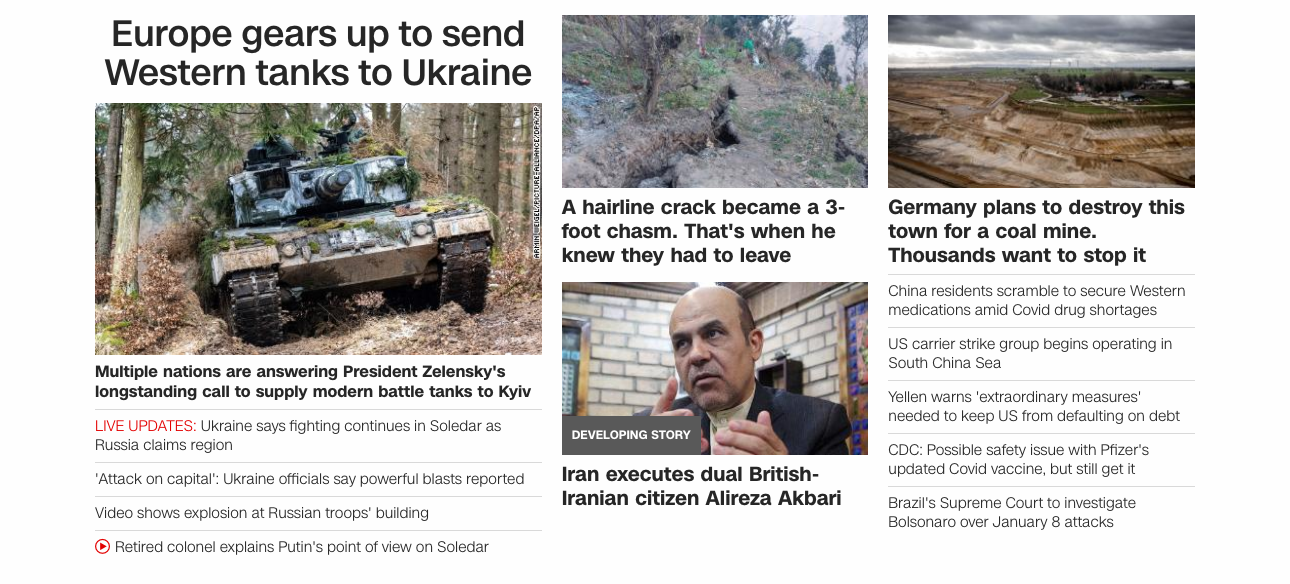 Europe gears up to send
Western tanks to Ukraine
ARMIN WEIGEL/PICTURE-ALLIANCE/DPA/AP
Multiple nations are answering President Zelensky's
longstanding call to supply modern battle tanks to Kyiv
LIVE UPDATES: Ukraine says fighting continues in Soledar as
Russia claims region
'Attack on capital': Ukraine officials say powerful blasts reported
Video shows explosion at Russian troops' building
Retired colonel explains Putin's point of view on Soledar
A hairline crack became a 3-
foot chasm. That's when he
knew they had to leave
DEVELOPING STORY
Iran executes dual British-
Iranian citizen Alireza Akbari
Germany plans to destroy this
town for a coal mine.
Thousands want to stop it
China residents scramble to secure Western
medications amid Covid drug shortages
US carrier strike group begins operating in
South China Sea
Yellen warns 'extraordinary measures'
needed to keep US from defaulting on debt
CDC: Possible safety issue with Pfizer's
updated Covid vaccine, but still get it
Brazil's Supreme Court to investigate
Bolsonaro over January 8 attacks